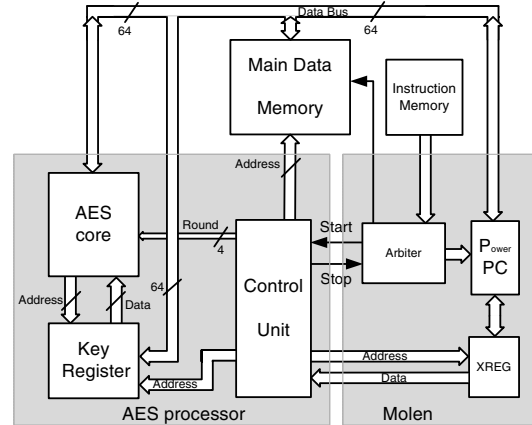 64
Data Bus
64
Main Data
Memory
Instruction
Memory
Address
AES
core
Round
4
Start
Stop
Arbiter
Power
PC
Control
Unit
Address
Data
64
Key
Register
Address
Address
Data
XREG
AES processor
Molen